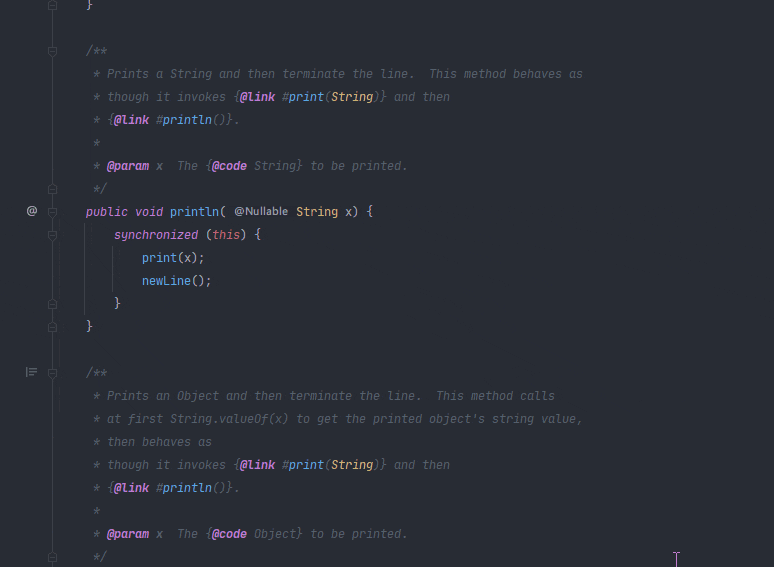 }
/**
* Prints a String and then terminate the line.  This method behaves as
* though it invokes {@link #print(String)} and then
* {@link #println()}.
*
* @param x  The {@code String} to be printed.
*/
@ public void println( @Nullable String x) {
synchronized (this) {
print(x);
newLine();
}
}
/**
* Prints an Object and then terminate the line.  This method calls
* at first String.valueOf(x) to get the printed object's string value,
* then behaves as
* though it invokes {@link #print(String)} and then
* {@link #println()}.
*
* @param x  The {@code Object} to be printed.
*/